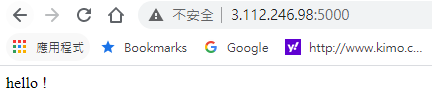 不安全 | 3.112.246.98:5000
應用程式 Bookmarks Google http://www.kimo.c...
hello！